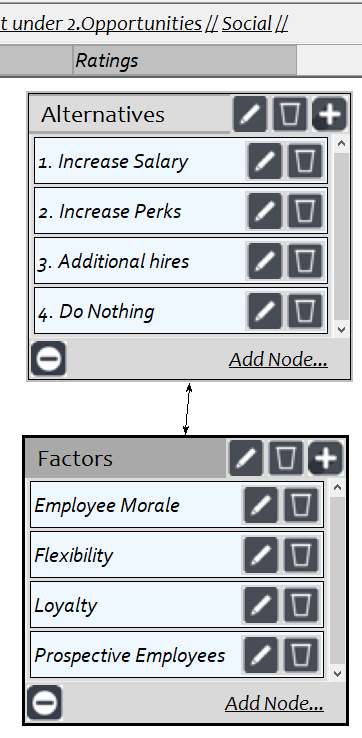 t under 2.Opportunities // Social //
Ratings
Alternatives
1. Increase Salary
2. Increase Perks
3. Additional hires
4. Do Nothing
Add Node...
Factors
Employee Morale
Flexibility
Loyalty
Prospective Employees
Add Node...